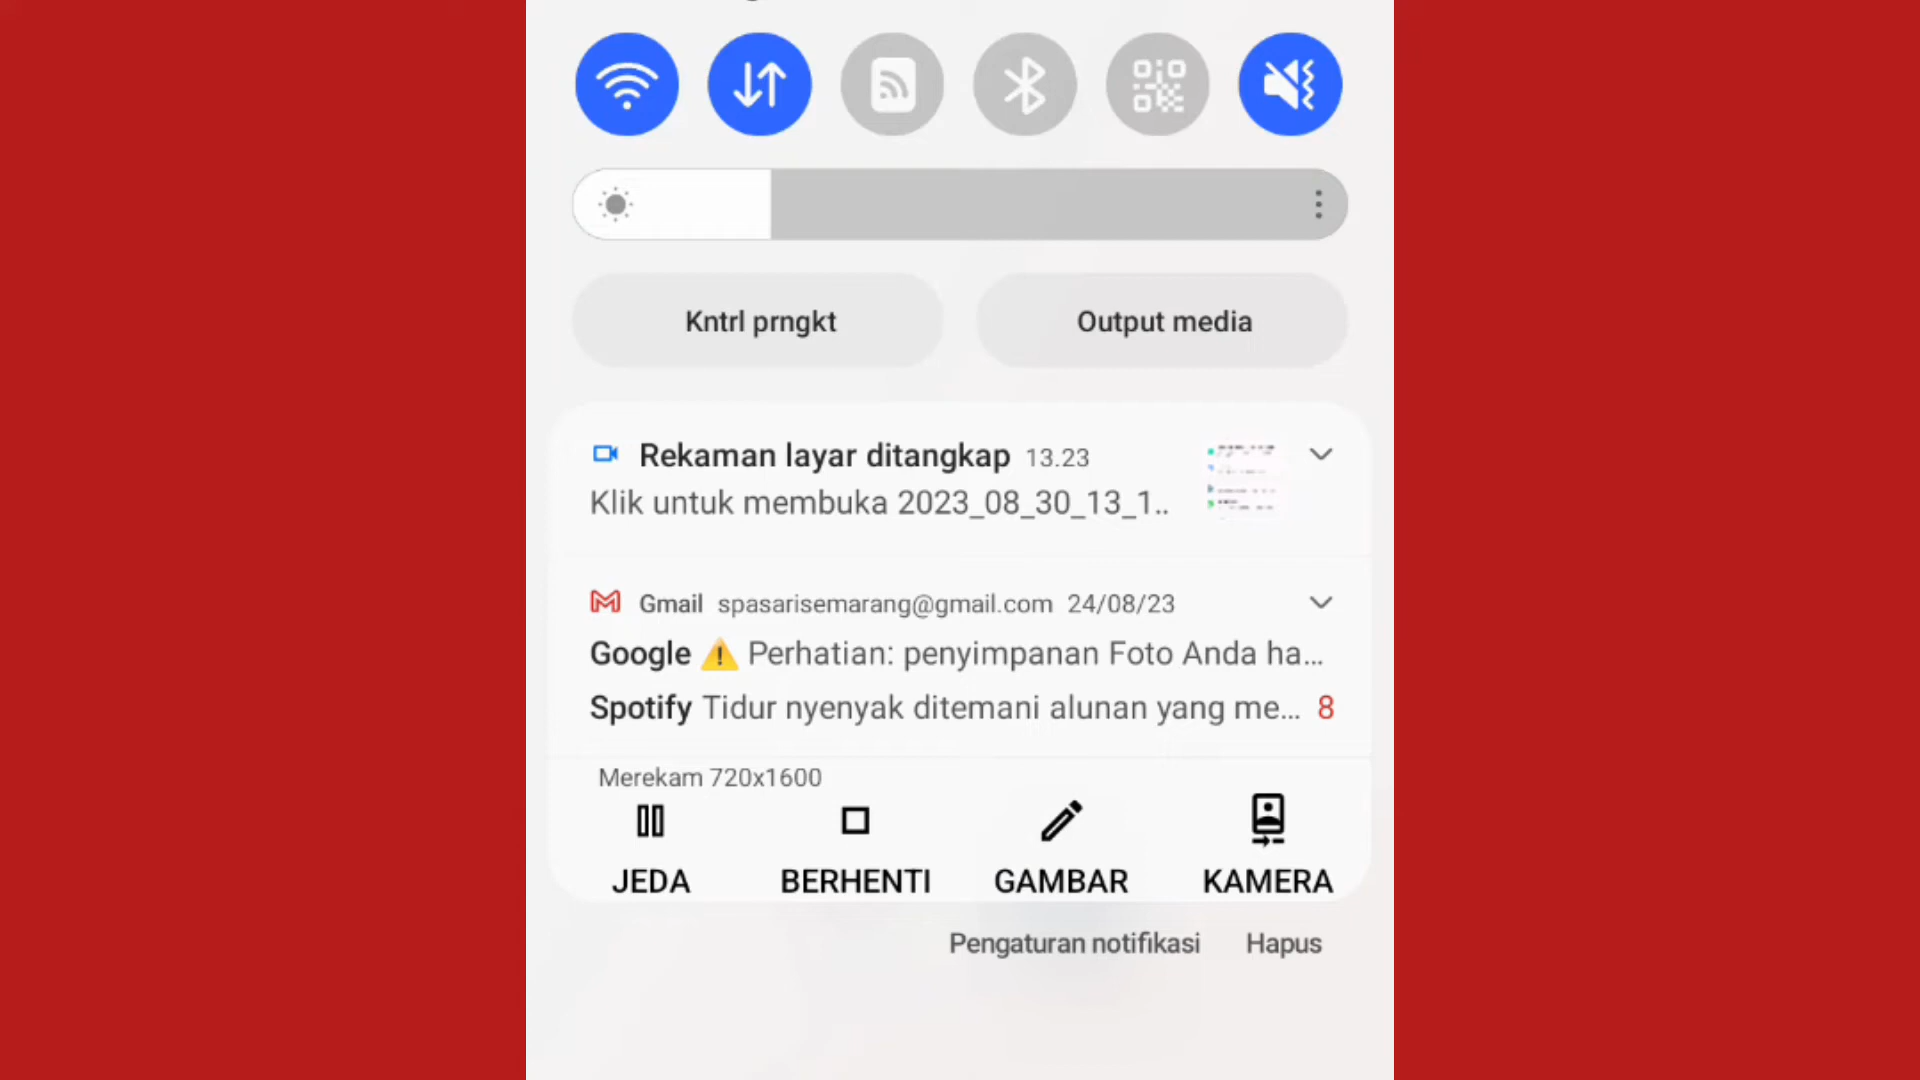 Kntrl prngkt
Output media
Rekaman layar ditangkap 13.23
Klik untuk membuka 2023_08_30_13_1..
Gmail spasarisemarang@gmail.com 24/08/23
Google ⚠️ Perhatian: penyimpanan Foto Anda ha...
Spotify Tidur nyenyak ditemani alunan yang me... 8
Merekam 720x1600
JEDA BERHENTI GAMBAR KAMERA
Pengaturan notifikasi Hapus